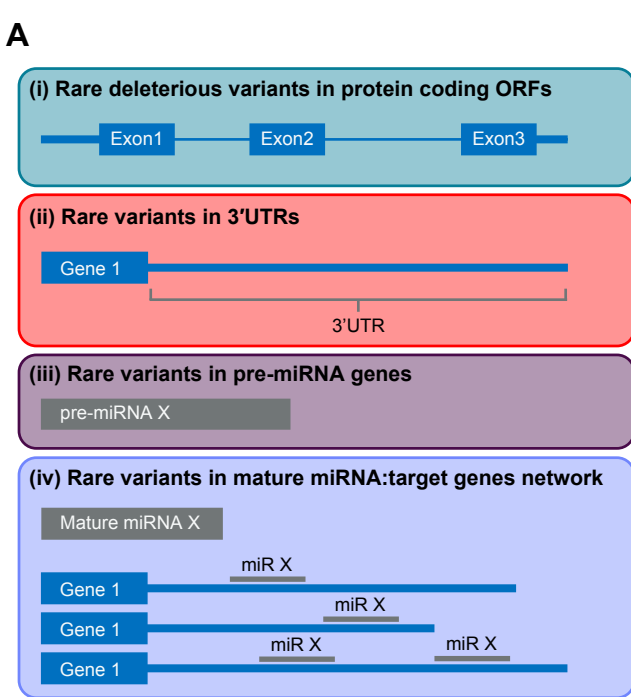 A
(i) Rare deleterious variants in protein coding ORFs
Exon1 Exon2 Exon3
(ii) Rare variants in 3′UTRs
Gene 1
3’UTR
(iii) Rare variants in pre-miRNA genes
pre-miRNA X
(iv) Rare variants in mature miRNA:target genes network
Mature miRNA X
miR X
Gene 1
miR X
Gene 1
miR X miR X
Gene 1